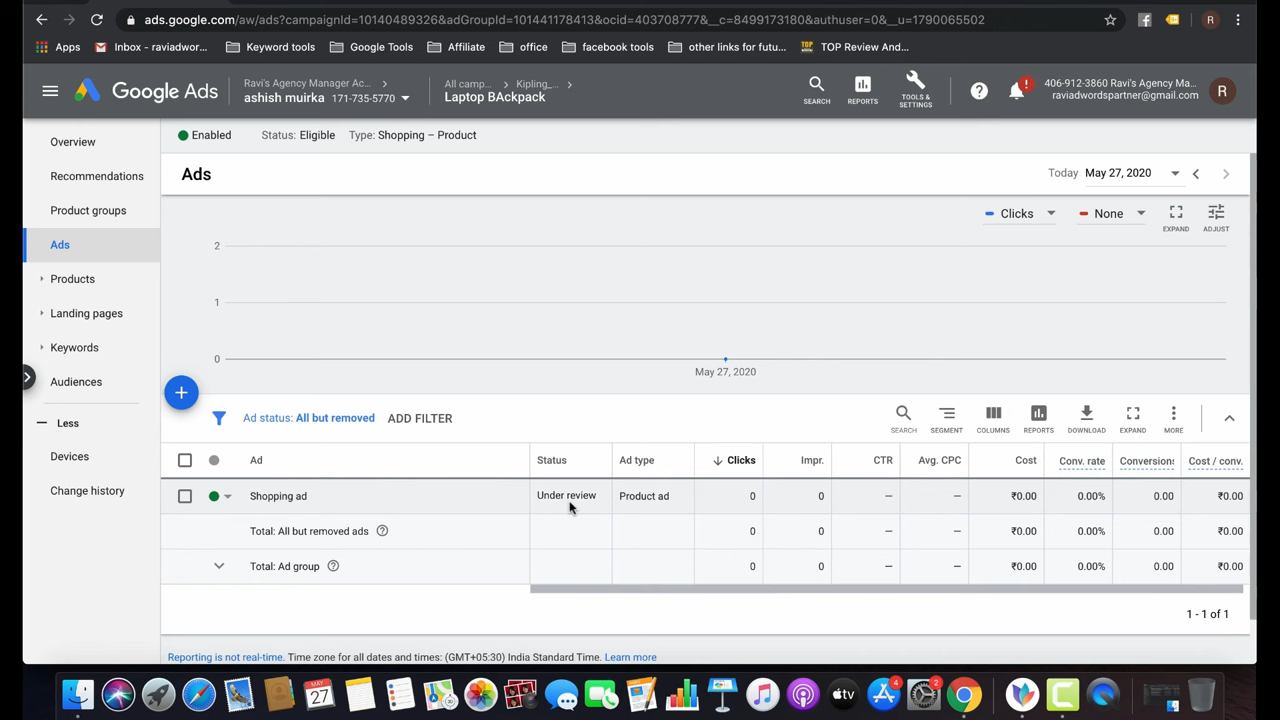 ads.google.com/aw/ads?campaignId=10140489326&adGroupId=101441178413&ocid=403708777&__c=8499173180&authuser=0&__u=1790065502
R
Apps
Inbox - raviadwor...
Keyword tools
Google Tools
Affiliate
office
facebook tools
other links for futu...
TOP Review And...
Google Ads
Ravi's Agency Manager Ac...
ashish muirka 171-735-5770
All camp...
Kipling_...
Laptop BAckpack
SEARCH
REPORTS
TOOLS & SETTINGS
406-912-3860 Ravi's Agency Ma...
raviadwordspartner@gmail.com
R
Enabled
Status: Eligible
Type: Shopping – Product
Overview
Recommendations
Product groups
Ads
Products
Landing pages
Keywords
Audiences
Less
Devices
Change history
Ads
Today May 27, 2020
Clicks
None
EXPAND
ADJUST
2
1
0
May 27, 2020
Ad status: All but removed
ADD FILTER
SEARCH
SEGMENT
COLUMNS
REPORTS
DOWNLOAD
EXPAND
MORE
Ad Status Ad type Clicks Impr. CTR Avg. CPC Cost Conv. rate Conversions Cost / conv.
Shopping ad Under review Product ad 0 0 – – ₹0.00 0.00% 0.00 ₹0.00
Total: All but removed ads 0 0 – – ₹0.00 0.00% 0.00 ₹0.00
Total: Ad group 0 0 – – ₹0.00 0.00% 0.00 ₹0.00
1 - 1 of 1
Reporting is not real-time. Time zone for all dates and times: (GMT+05:30) India Standard Time. Learn more
MAY
27
tv
4
2